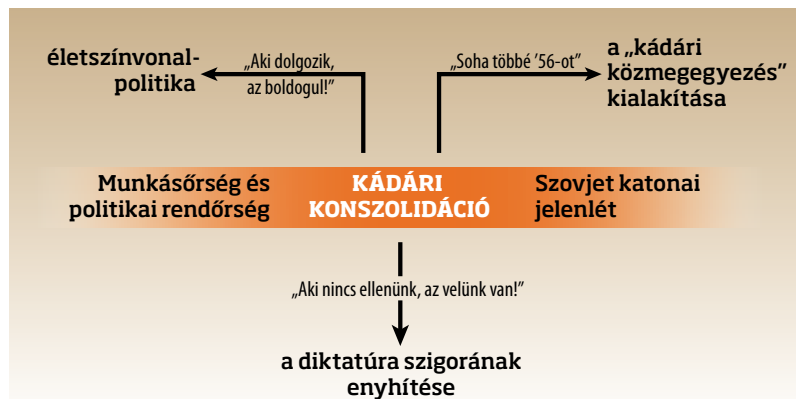 életszínvonal-
politika
„Aki dolgozik,
az boldogul!”
„Soha többé ’56-ot”
a „kádári
közmegegyezés”
kialakítása
Munkásőrség és
politikai rendőrség
KÁDÁRI
KONSZOLIDÁCIÓ
Szovjet katonai
jelenlét
„Aki nincs ellenünk, az velünk van!”
a diktatúra szigorának
enyhítése